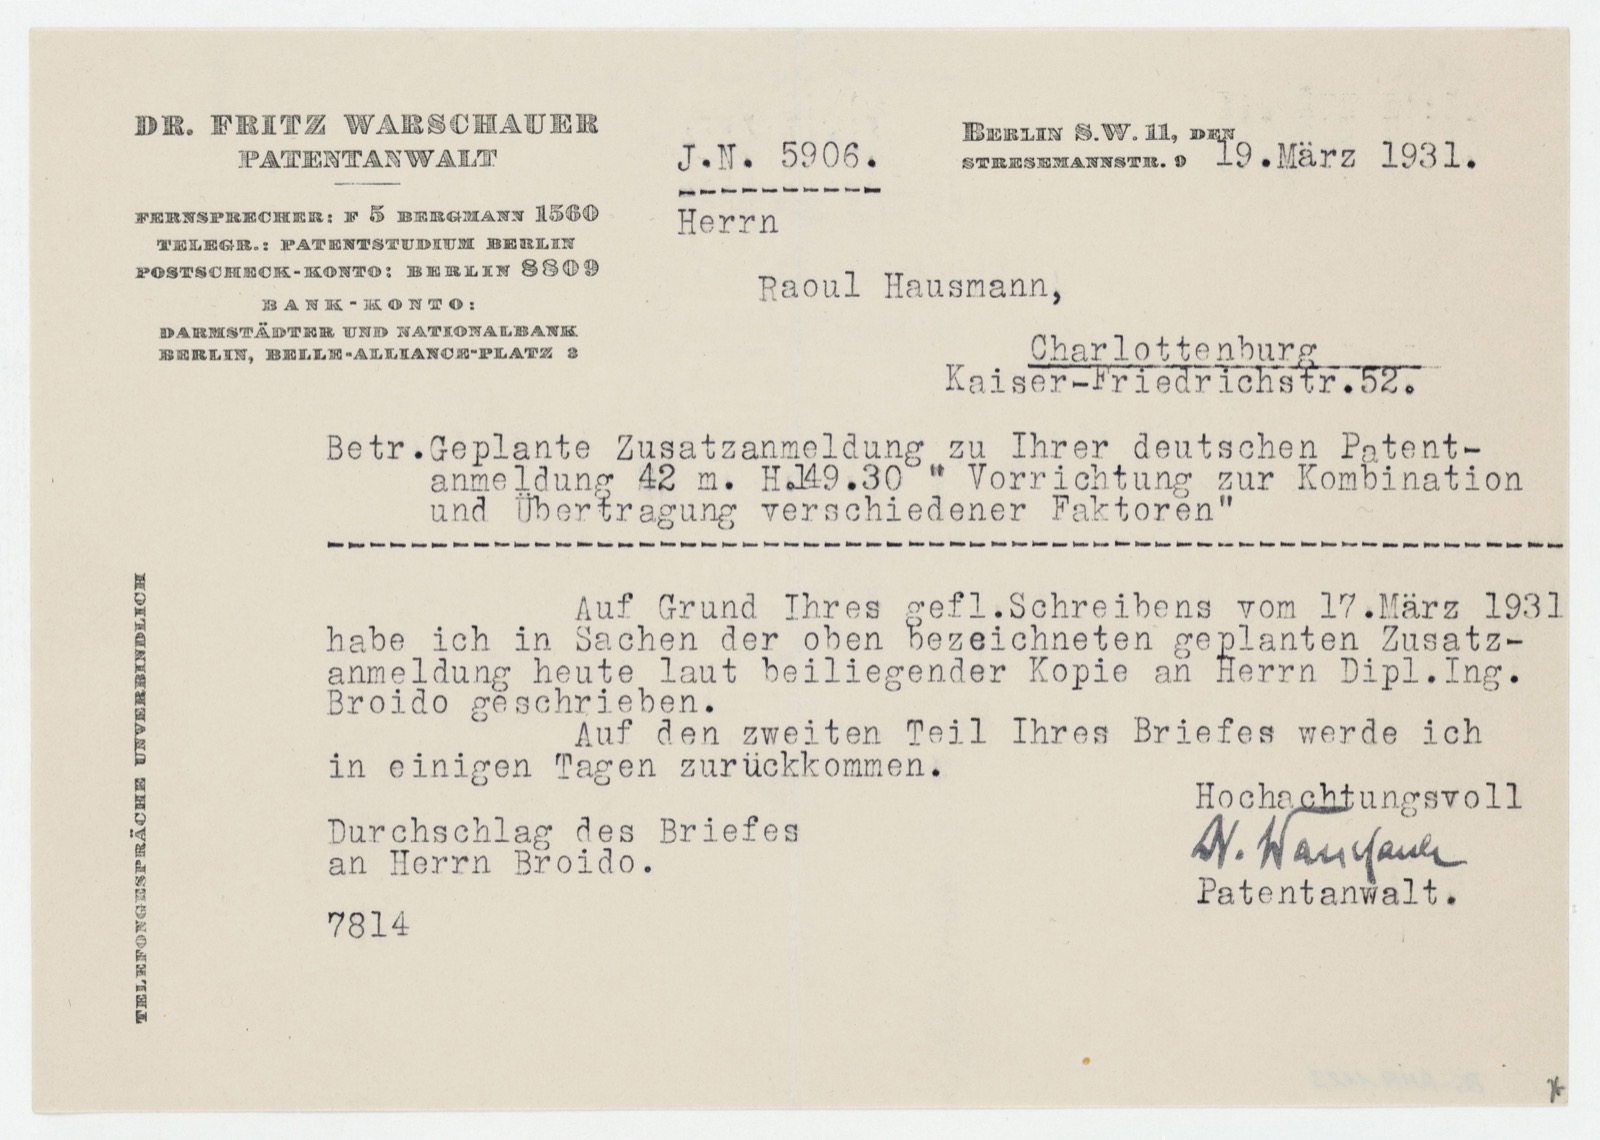 DR. FRITZ WARSCHAUER
PATENTANWALT
FERNSPRECHER: F 5 BERGMANN 1560
TELEGR.: PATENTSTUDIUM BERLIN
POSTSCHECK-KONTO: BERLIN 8809
BANK-KONTO:
DARMSTÄDTER UND NATIONALBANK
BERLIN, BELLE-ALLIANCE-PLATZ 3
J.N. 5906.
BERLIN S.W. 11, DEN
STRESEMANNSTR. 9 19.März 1931.
Herrn
Raoul Hausmann,
Charlottenburg
Kaiser-Friedrichstr.52.
Betr.Geplante Zusatzanmeldung zu Ihrer deutschen Patent-
anmeldung 42 m. H.149.30 " Vorrichtung zur Kombination
und Übertragung verschiedener Faktoren"
Auf Grund Ihres gefl.Schreibens vom 17.März 1931
habe ich in Sachen der oben bezeichneten geplanten Zusatz-
anmeldung heute laut beiliegender Kopie an Herrn Dipl.Ing.
Broido geschrieben.
Auf den zweiten Teil Ihres Briefes werde ich
in einigen Tagen zurückkommen.
Hochachtungsvoll
Warschauer
Patentanwalt.
Durchschlag des Briefes
an Herrn Broido.
7814
TELEFONGESPRÄCHE UNVERBINDLICH